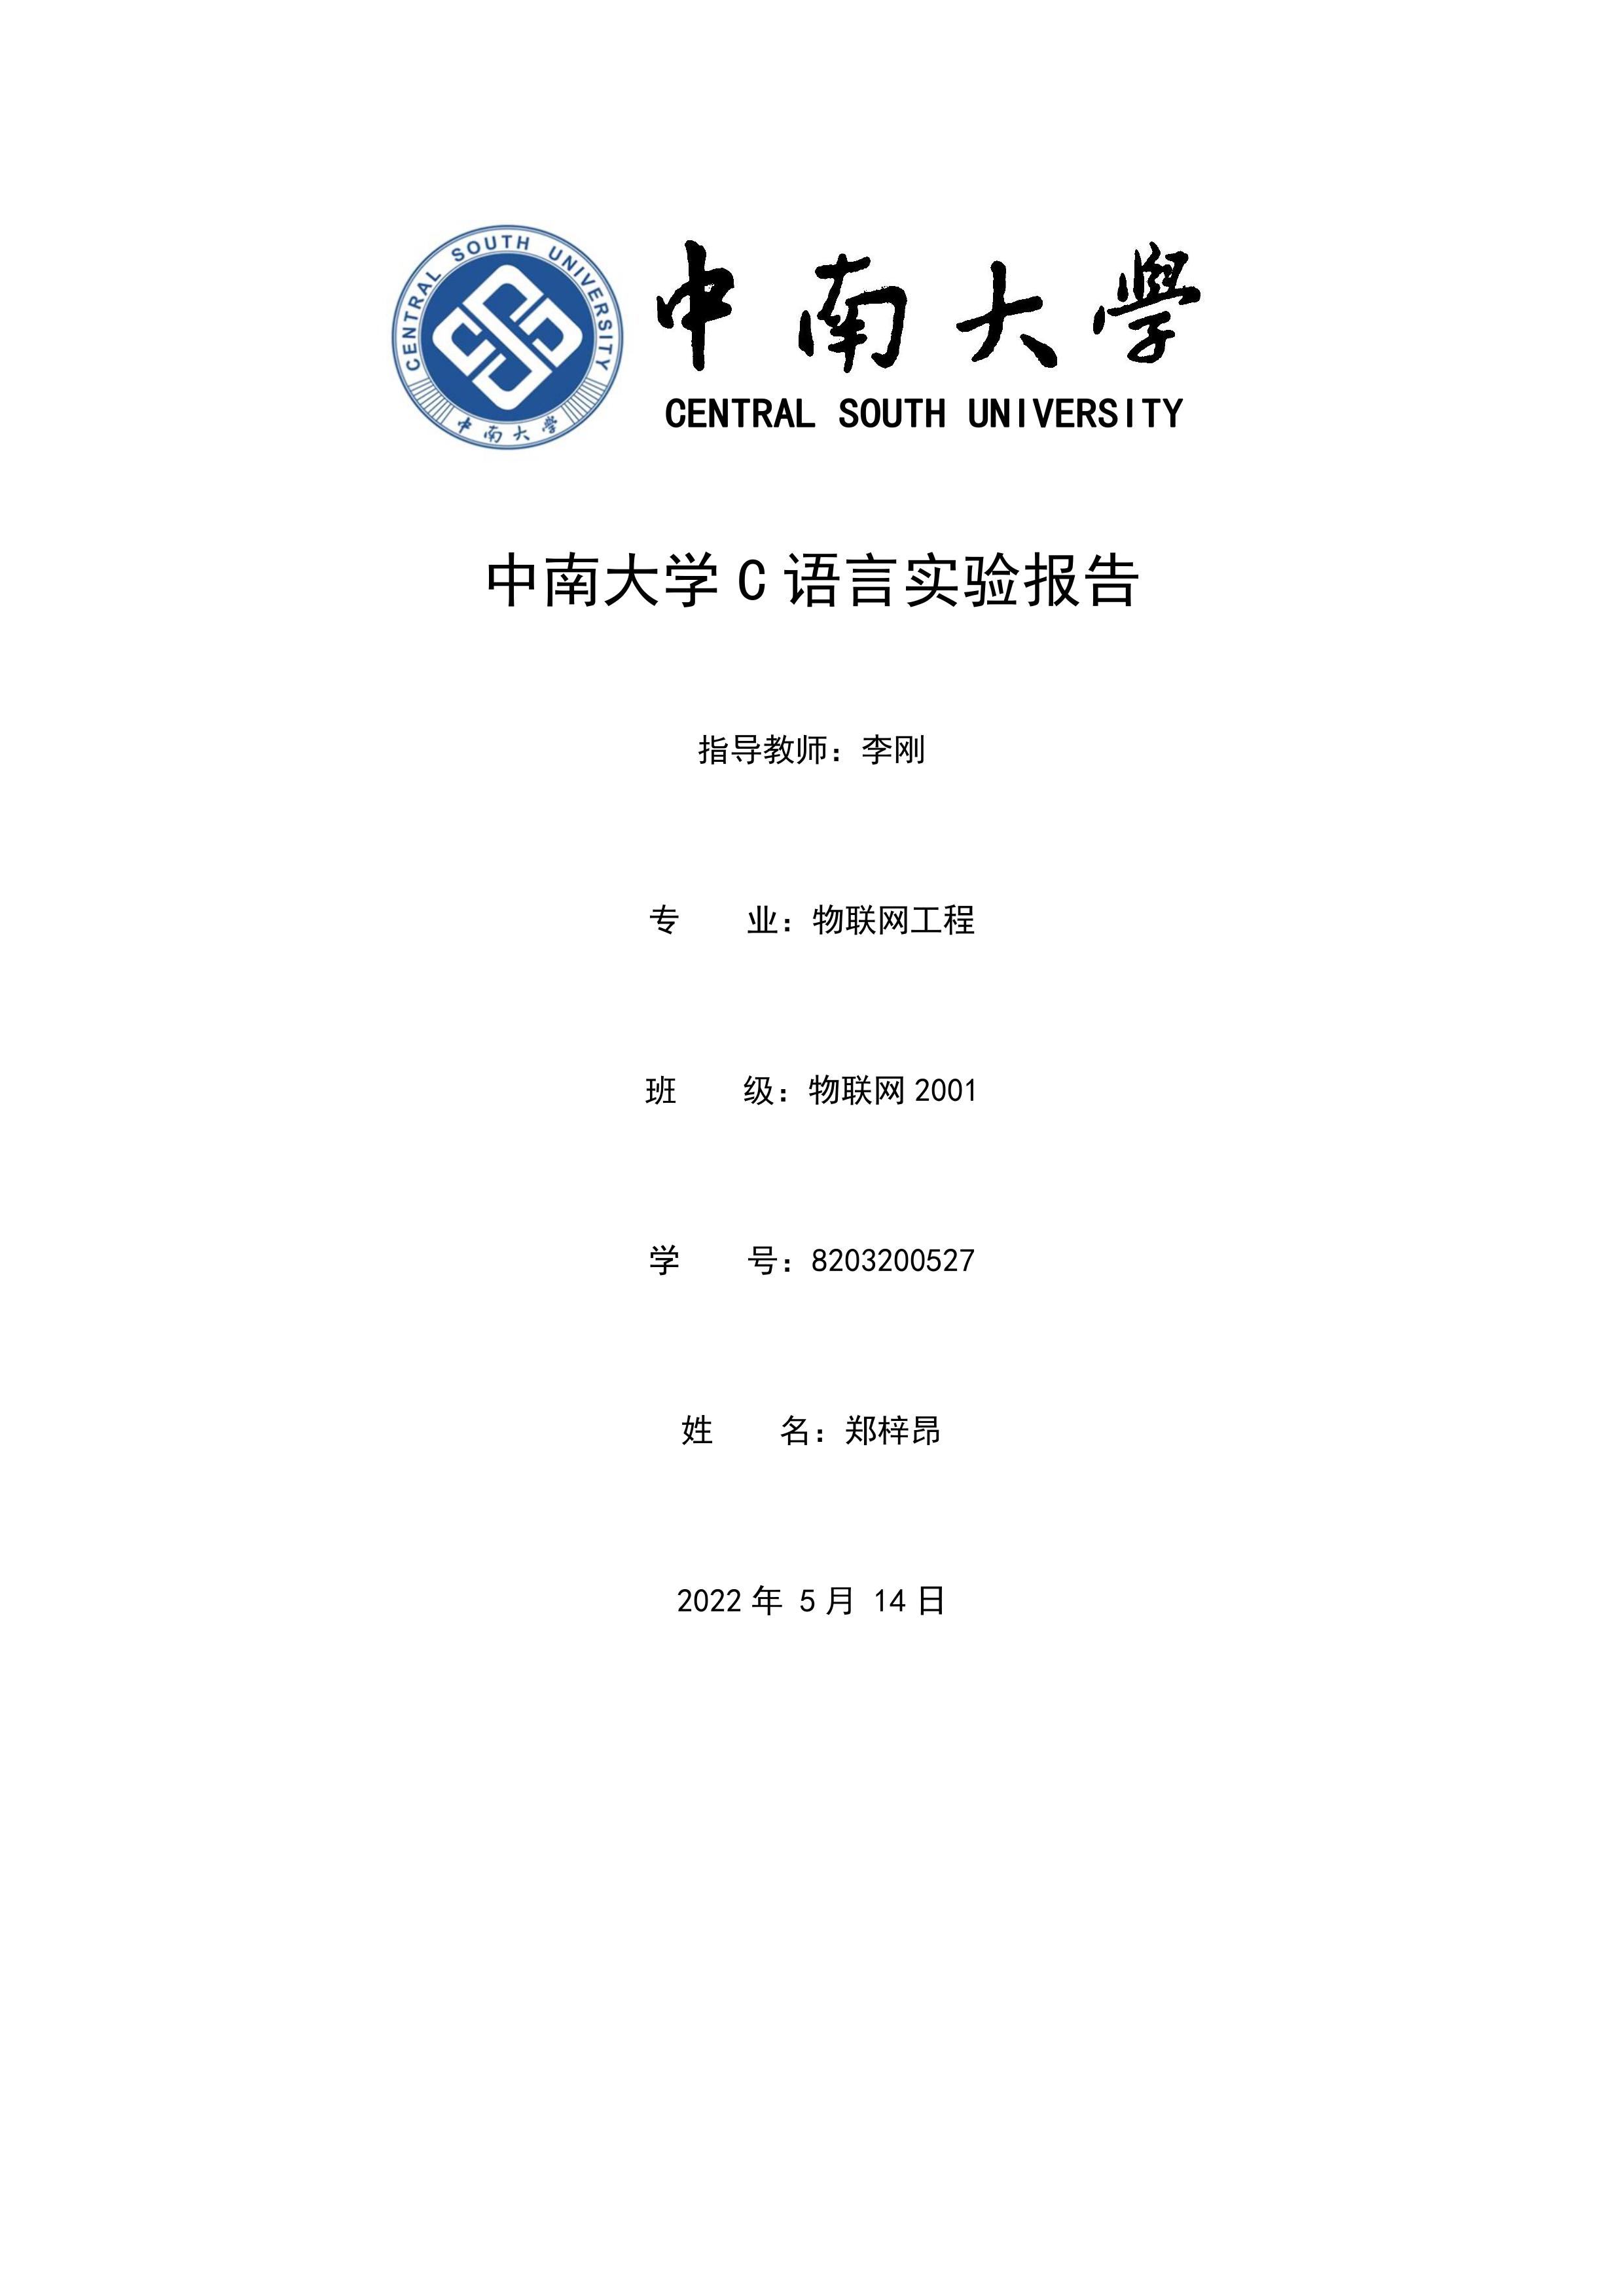 CENTRAL SOUTH UNIVERSITY
中南大学
中南大學
CENTRAL SOUTH UNIVERSITY
中南大学 C 语言实验报告
指导教师：李刚
专　　业：物联网工程
班　　级：物联网 2001
学　　号：8203200527
姓　　名：郑梓昂
2022 年 5 月 14 日